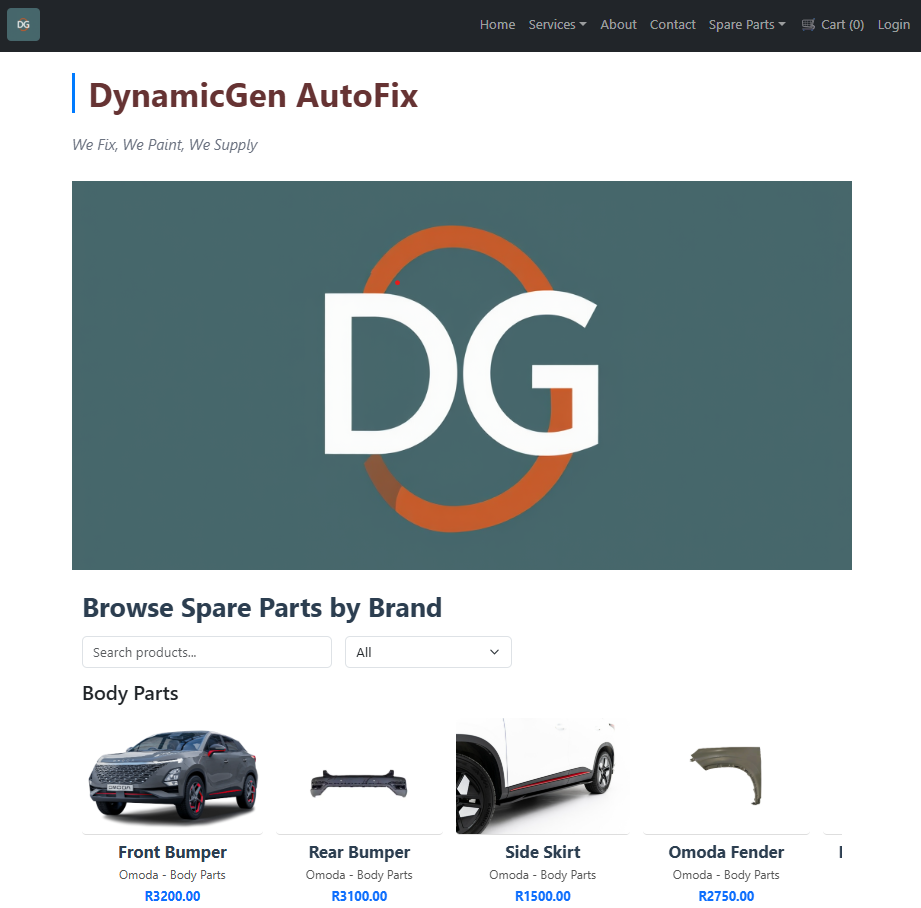 DG
Home Services About Contact Spare Parts Cart (0) Login
DynamicGen AutoFix
We Fix, We Paint, We Supply
DG
Browse Spare Parts by Brand
Search products...
All
Body Parts
OMODA
Front Bumper
Omoda - Body Parts
R3200.00
Rear Bumper
Omoda - Body Parts
R3100.00
Side Skirt
Omoda - Body Parts
R1500.00
Omoda Fender
Omoda - Body Parts
R2750.00